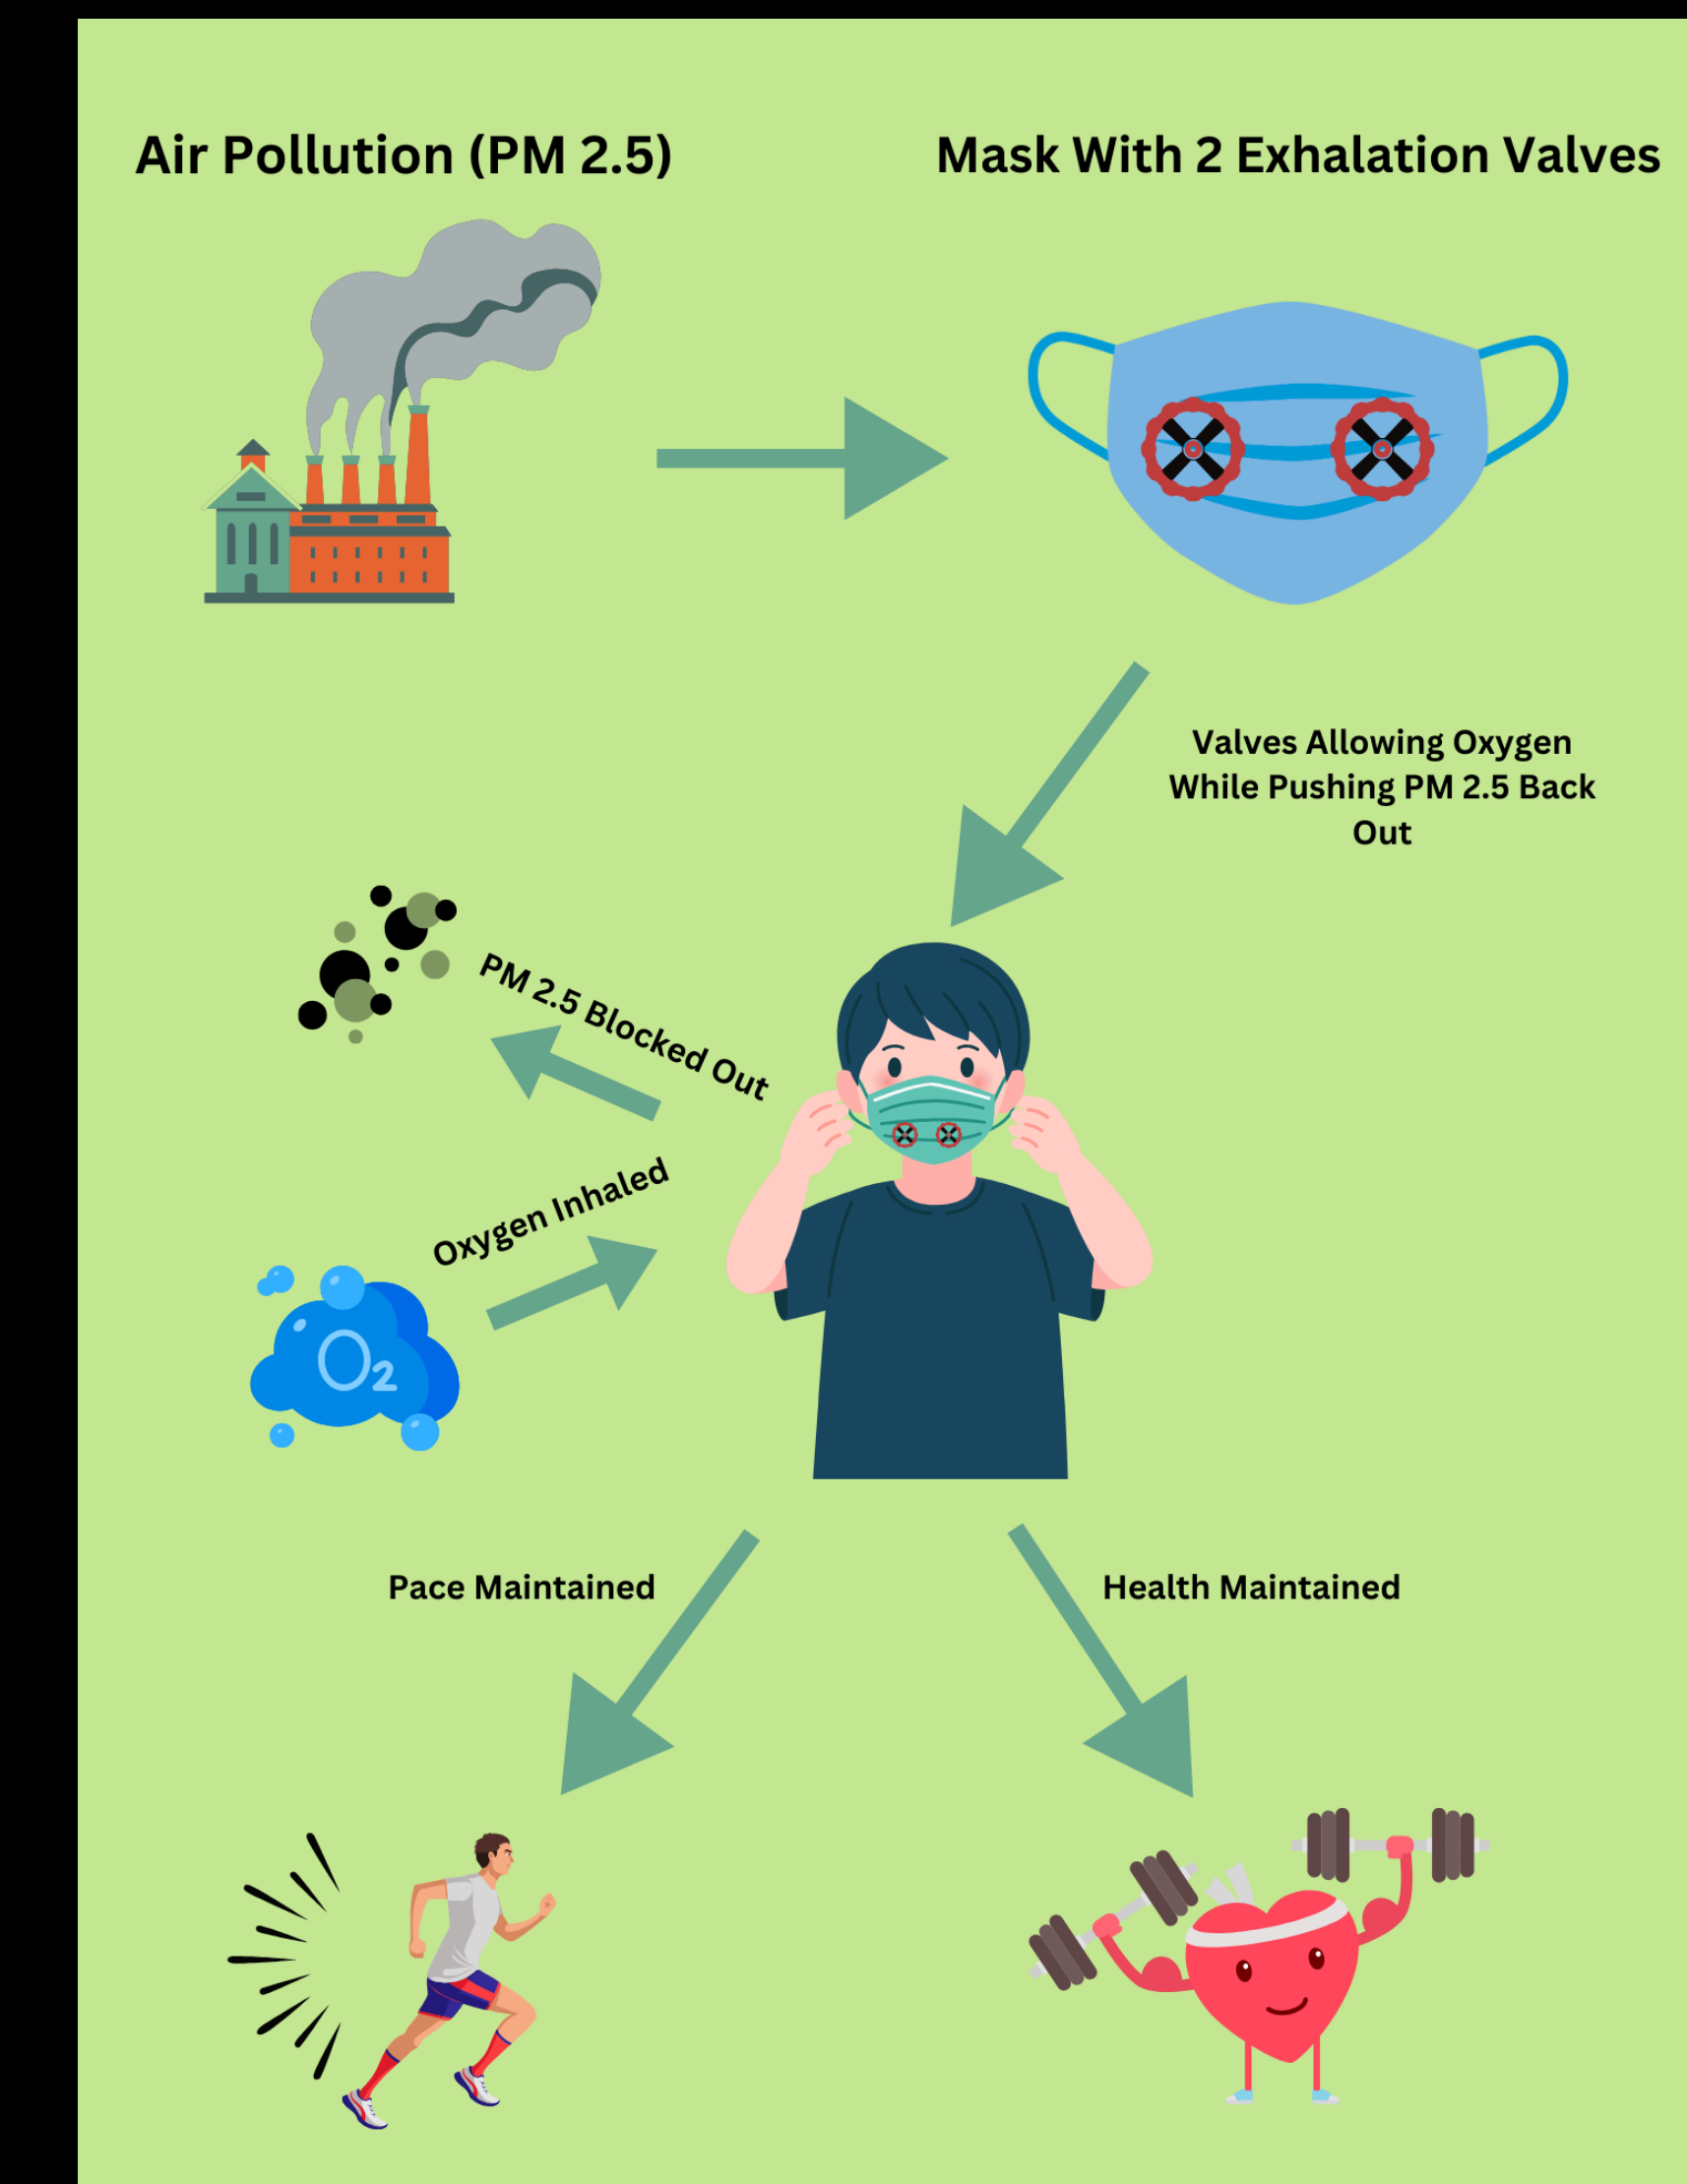 Air Pollution (PM 2.5)
Mask With 2 Exhalation Valves
Valves Allowing Oxygen
While Pushing PM 2.5 Back
Out
PM 2.5 Blocked Out
Oxygen Inhaled
O2
Pace Maintained
Health Maintained